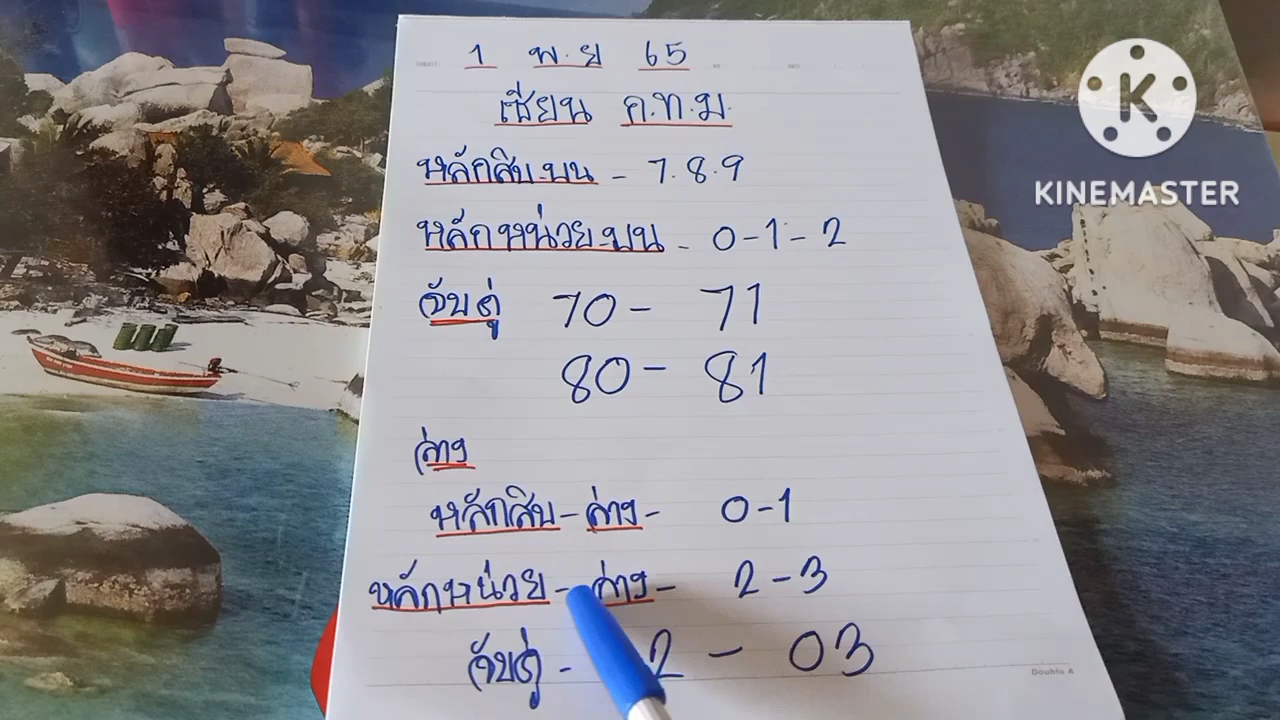 1 พ.ย 65
เซียน ก.ท.ม.
หลักสิบ-บน - 7.8.9
หลักหน่วย-บน - 0-1-2
จับคู่ 70 - 71
80 - 81
ล่าง
หลักสิบ - ล่าง - 0-1
หลักหน่วย - ล่าง - 2-3
จับคู่ - 2 - 03
Double A
K
KINEMASTER